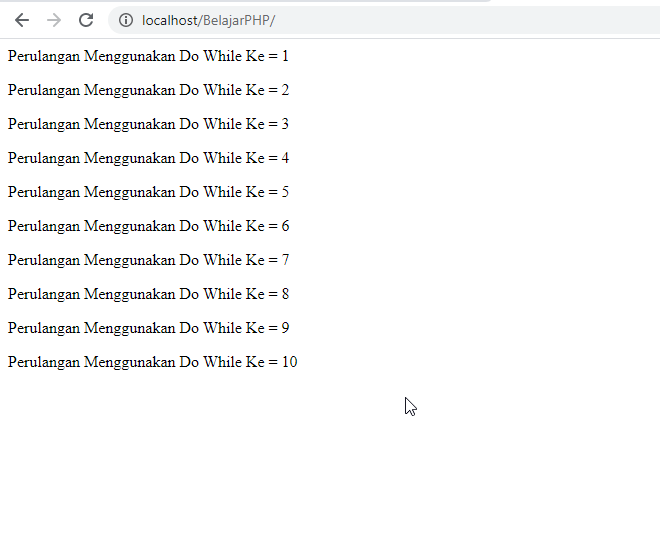 localhost/BelajarPHP/
Perulangan Menggunakan Do While Ke = 1
Perulangan Menggunakan Do While Ke = 2
Perulangan Menggunakan Do While Ke = 3
Perulangan Menggunakan Do While Ke = 4
Perulangan Menggunakan Do While Ke = 5
Perulangan Menggunakan Do While Ke = 6
Perulangan Menggunakan Do While Ke = 7
Perulangan Menggunakan Do While Ke = 8
Perulangan Menggunakan Do While Ke = 9
Perulangan Menggunakan Do While Ke = 10